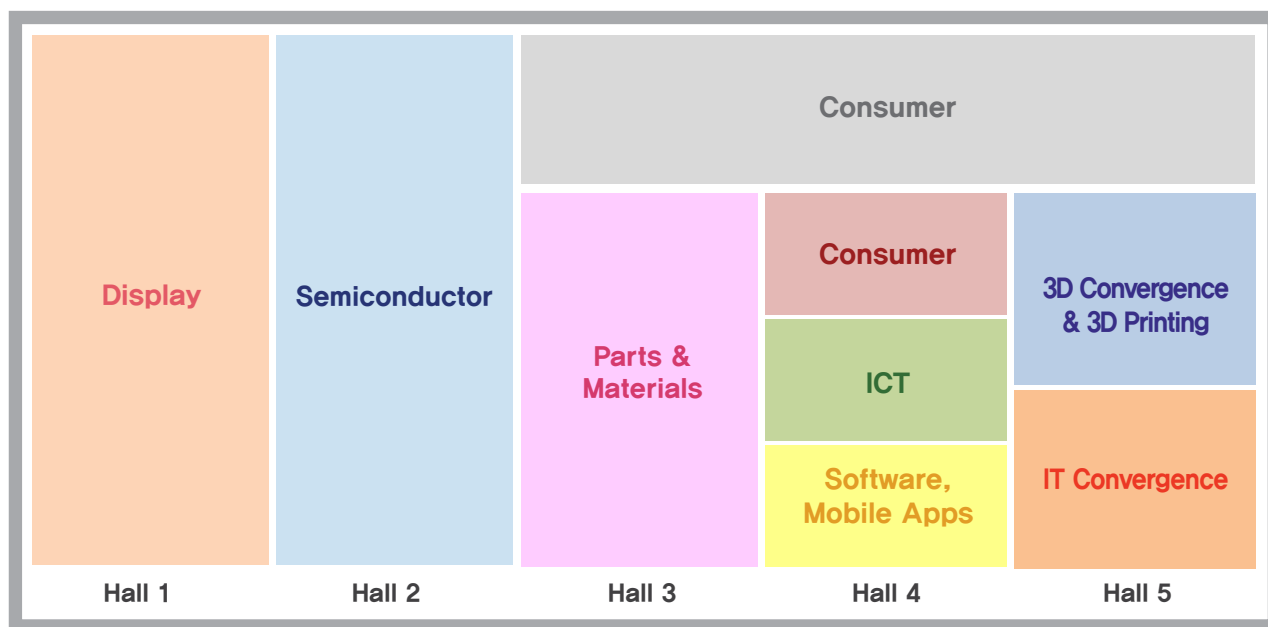 Consumer
Display
Semiconductor
Parts &
Materials
Consumer
ICT
Software,
Mobile Apps
3D Convergence
& 3D Printing
IT Convergence
Hall 1
Hall 2
Hall 3
Hall 4
Hall 5